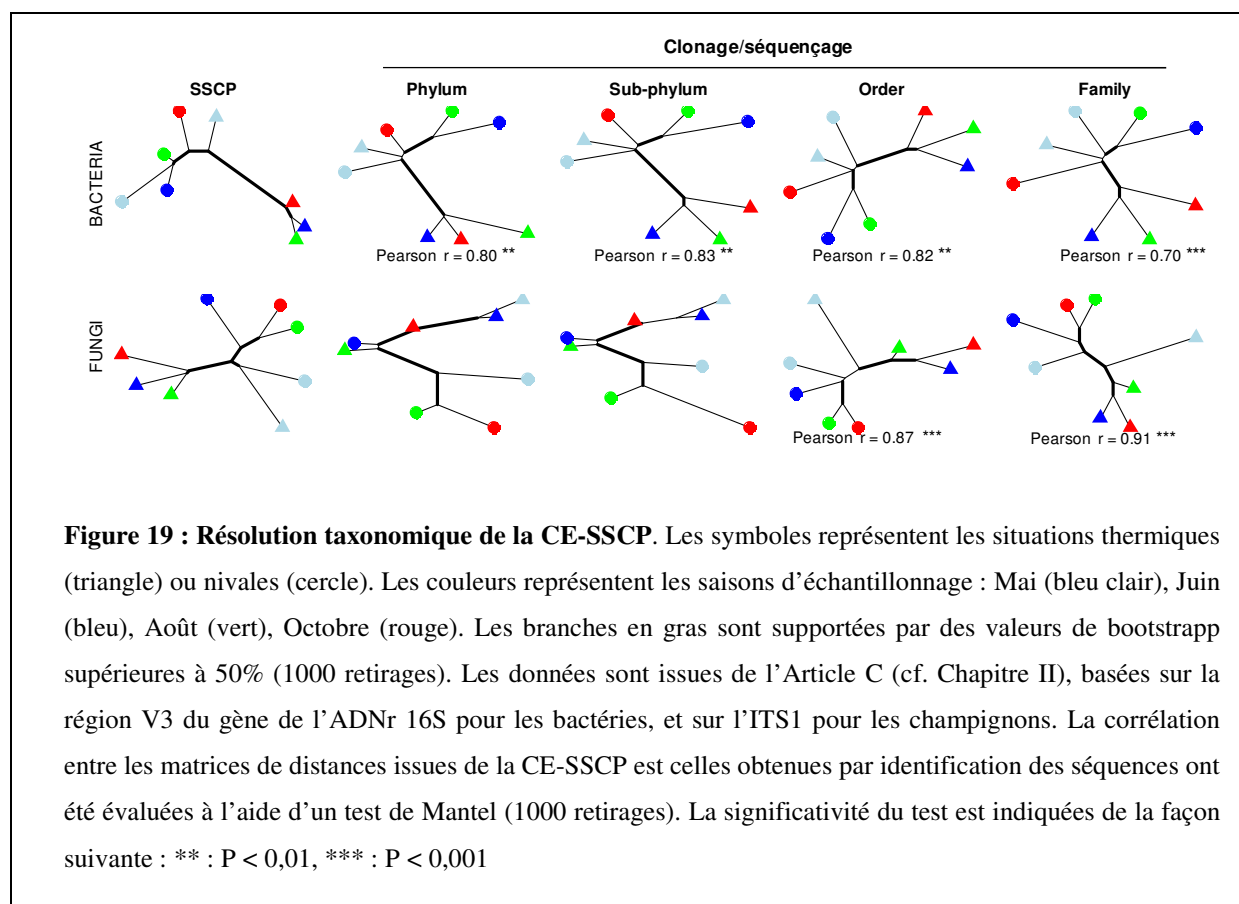 Clonage/séquençage
SSCP
Phylum
Sub-phylum
Order
Family
BACTERIA
Pearson r = 0.80 **
Pearson r = 0.83 **
Pearson r = 0.82 **
Pearson r = 0.70 ***
FUNGI
Pearson r = 0.87 ***
Pearson r = 0.91 ***
Figure 19 : Résolution taxonomique de la CE-SSCP. Les symboles représentent les situations thermiques
(triangle) ou nivales (cercle). Les couleurs représentent les saisons d'échantillonnage : Mai (bleu clair), Juin
(bleu), Août (vert), Octobre (rouge). Les branches en gras sont supportées par des valeurs de bootstrapp
supérieures à 50% (1000 retirages). Les données sont issues de l'Article C (cf. Chapitre II), basées sur la
région V3 du gène de l'ADNr 16S pour les bactéries, et sur l'ITS1 pour les champignons. La corrélation
entre les matrices de distances issues de la CE-SSCP est celles obtenues par identification des séquences ont
été évaluées à l'aide d'un test de Mantel (1000 retirages). La significativité du test est indiquées de la façon
suivante : ** : P < 0,01, *** : P < 0,001